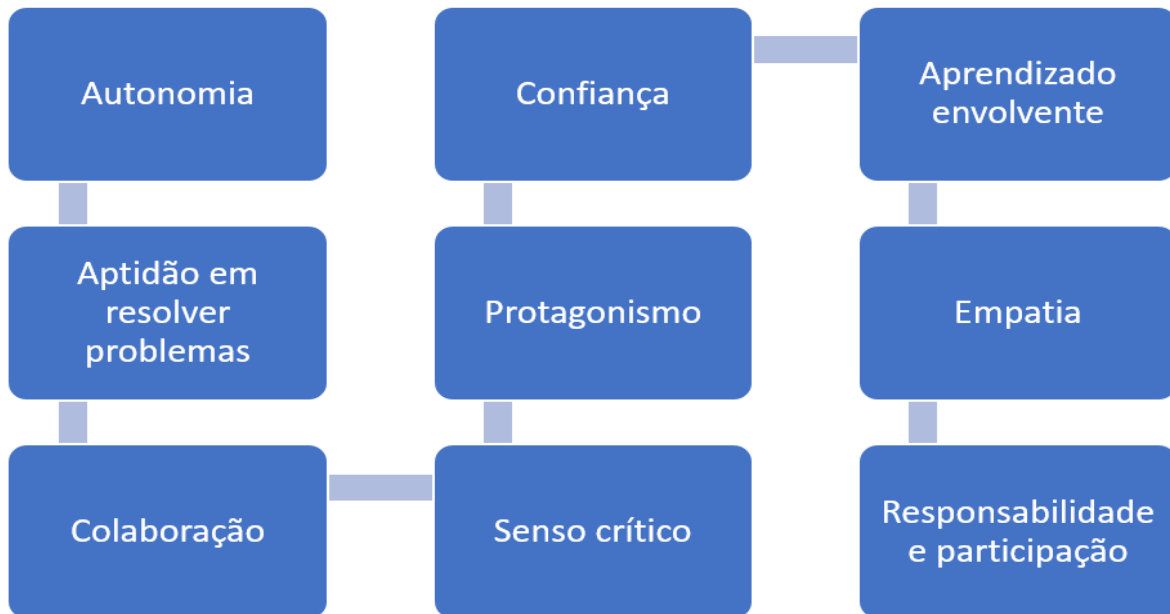 Autonomia
Aptidão em
resolver
problemas
Colaboração
Senso crítico
Protagonismo
Confiança
Aprendizado
envolvente
Empatia
Responsabilidade
e participação